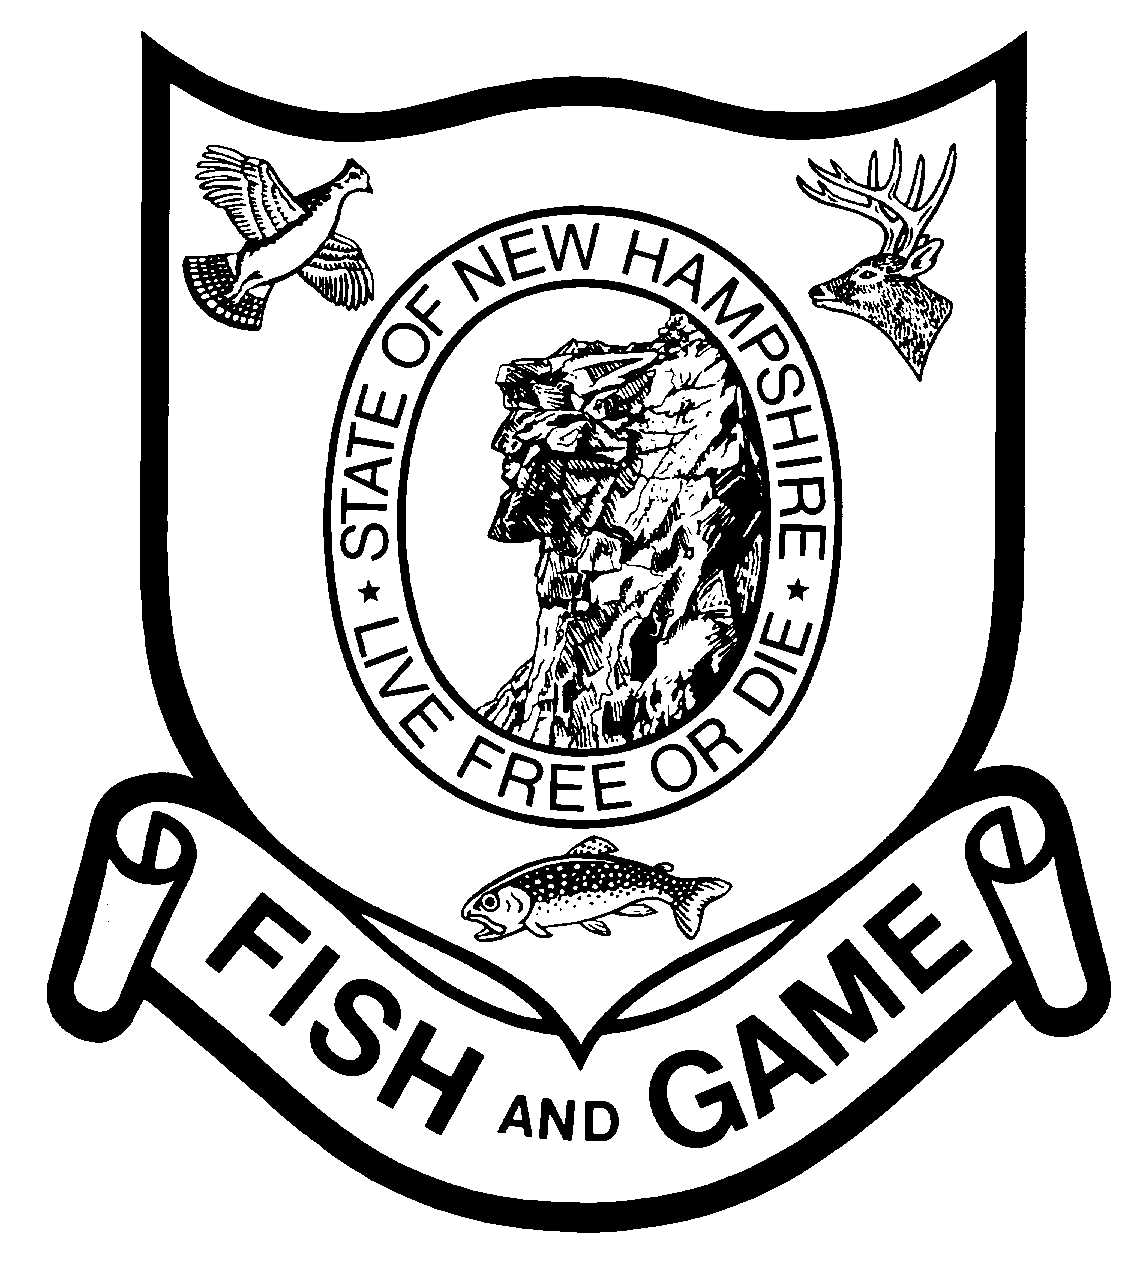 STATE OF NEW HAMPSHIRE
★ LIVE FREE OR DIE ★
FISH AND GAME